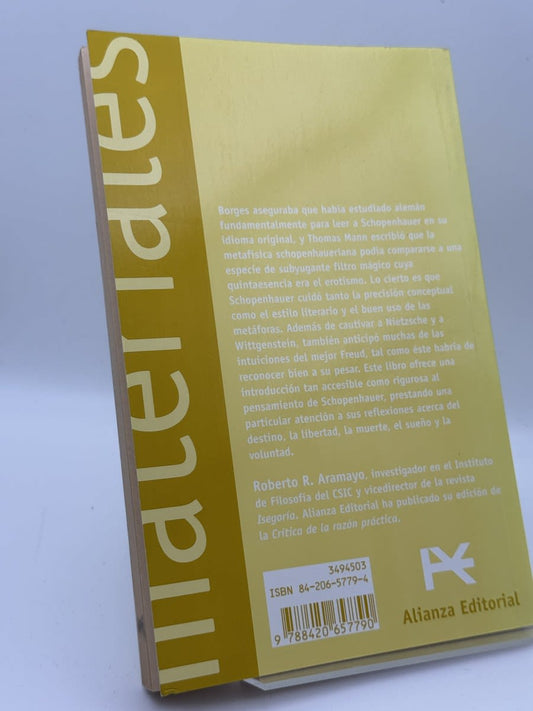 materiales
Borges aseguraba que había estudiado alemán
fundamentalmente para leer a Schopenhauer en su
idioma original, y Thomas Mann escribió que la
metafísica schopenhaueriana podía compararse a una
especie de subyugante filtro mágico cuya
quintaesencia era el erotismo. Lo cierto es que
Schopenhauer cuidó tanto la precisión conceptual
como el estilo literario y el buen uso de las
metáforas. Además de cautivar a Nietzsche y a
Wittgenstein, también anticipó muchas de las
intuiciones del mejor Freud, tal como éste habría de
reconocer bien a su pesar. Este libro ofrece una
introducción tan accesible como rigurosa al
pensamiento de Schopenhauer, prestando una
particular atención a sus reflexiones acerca del
destino, la libertad, la muerte, el sueño y la
voluntad.
Roberto R. Aramayo, investigador en el Instituto
de Filosofía del CSIC y vicedirector de la revista
Isegoría. Alianza Editorial ha publicado su edición de
la Crítica de la razón práctica.
3494503
ISBN 84-206-5779-4
9 788420 657790
Alianza Editorial